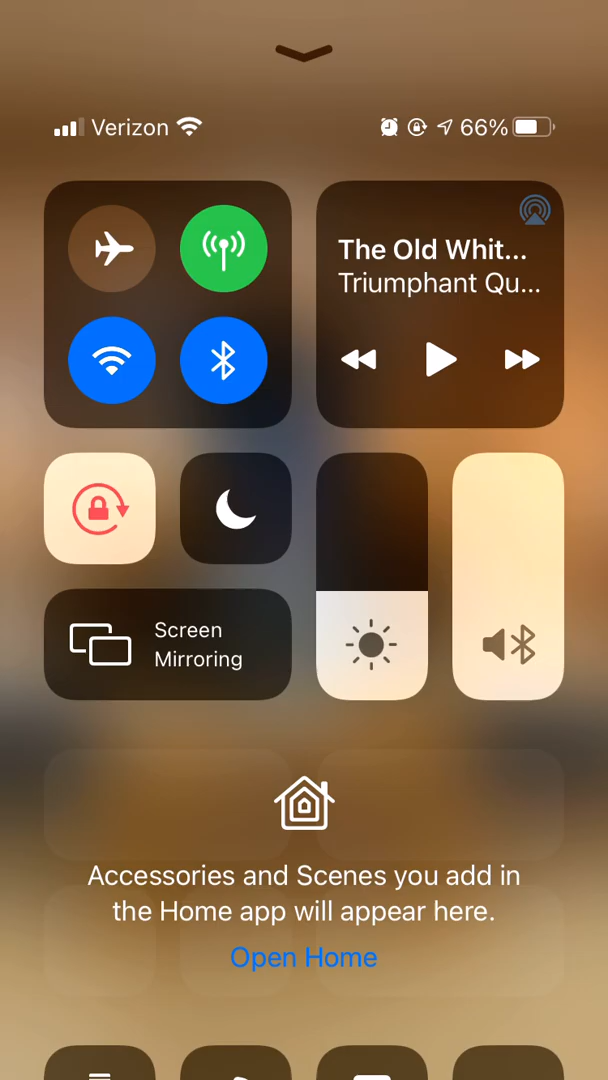 Verizon 66%
The Old Whit...
Triumphant Qu...
Screen
Mirroring
Accessories and Scenes you add in
the Home app will appear here.
Open Home